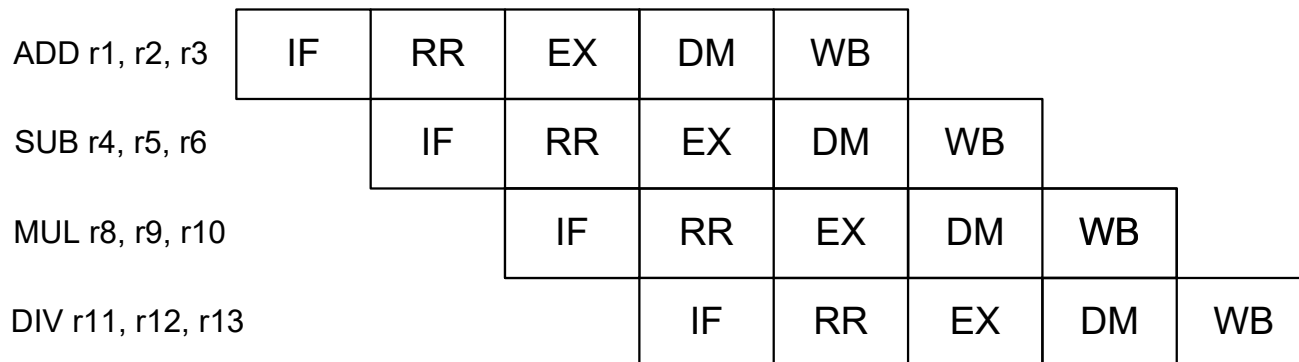 ADD r1, r2, r3 IF RR EX DM WB
SUB r4, r5, r6 IF RR EX DM WB
MUL r8, r9, r10 IF RR EX DM WB
DIV r11, r12, r13 IF RR EX DM WB